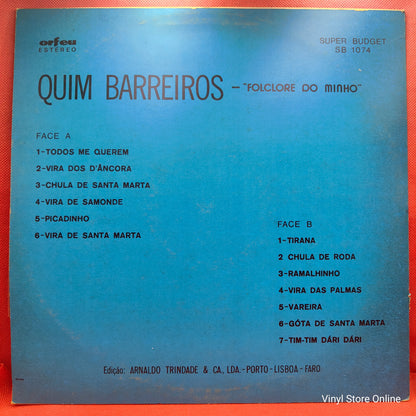 orfeu
ESTÉREO
SUPER BUDGET
SB 1074
QUIM BARREIROS - "FOLCLORE DO MINHO"
FACE A
1-TODOS ME QUEREM
2-VIRA DOS D'ÂNCORA
3-CHULA DE SANTA MARTA
4-VIRA DE SAMONDE
5-PICADINHO
6-VIRA DE SANTA MARTA
FACE B
1-TIRANA
2 CHULA DE RODA
3-RAMALHINHO
4-VIRA DAS PALMAS
5-VAREIRA
6-GÓTA DE SANTA MARTA
7-TIM-TIM DÁRI DÁRI
Edição: ARNALDO TRINDADE & CA, LDA.-PORTO-LISBOA-FARO
Vinyl Store Online